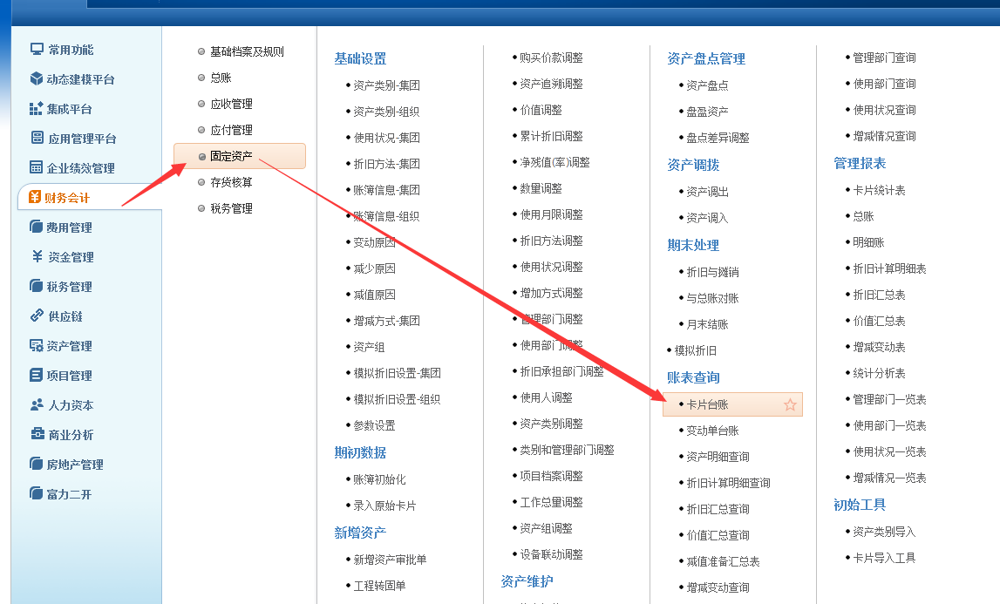 常用功能
动态建模平台
集成平台
应用管理平台
企业绩效管理
财务会计
费用管理
资金管理
税务管理
供应链
资产管理
项目管理
人力资本
商业分析
房地产管理
富力二开
基础档案及规则
总账
应收管理
应付管理
固定资产
存货核算
税务管理
基础设置
资产类别-集团
资产类别-组织
使用状况-集团
折旧方法-集团
账簿信息-集团
账簿信息-组织
变动原因
减少原因
减值原因
增减方式-集团
资产组
模拟折旧设置-集团
模拟折旧设置-组织
参数设置
期初数据
账簿初始化
录入原始卡片
新增资产
新增资产审批单
工程转固单
购买价款调整
资产追溯调整
价值调整
累计折旧调整
净残值(率)调整
数量调整
使用月限调整
折旧方法调整
使用状况调整
增加方式调整
管理部门调整
使用部门调整
折旧承担部门调整
使用人调整
资产类别调整
类别和管理部门调整
项目档案调整
工作总量调整
资产组调整
设备联动调整
资产维护
资产盘点管理
资产盘点
盘盈资产
盘点差异调整
资产调拨
资产调出
资产调入
期末处理
折旧与摊销
与总账对账
月末结账
模拟折旧
账表查询
卡片台账
变动单台账
资产明细查询
折旧计算明细查询
折旧汇总查询
价值汇总查询
减值准备汇总表
增减变动查询
管理部门查询
使用部门查询
使用状况查询
增减情况查询
管理报表
卡片统计表
总账
明细账
折旧计算明细表
折旧汇总表
价值汇总表
增减变动表
统计分析表
管理部门一览表
使用部门一览表
使用状况一览表
增减情况一览表
初始工具
资产类别导入
卡片导入工具